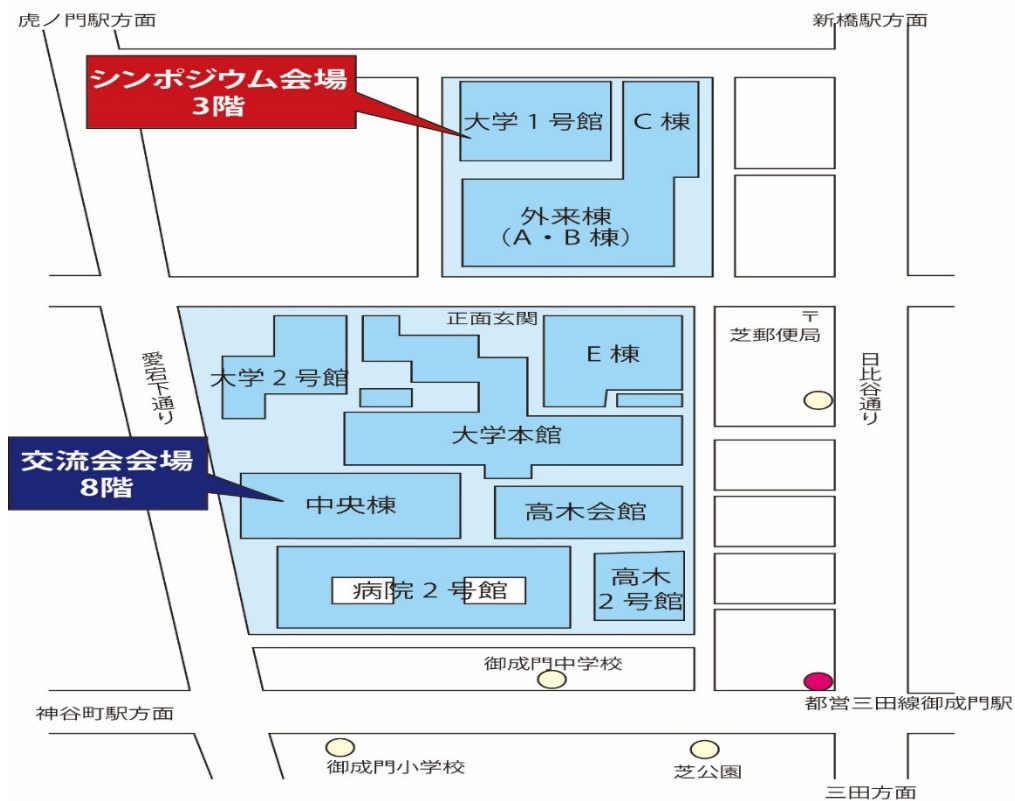 虎ノ門駅方面
新橋駅方面
シンポジウム会場
3階
大学1号館
C棟
外来棟
(A・B棟)
正面玄関
〒
芝郵便局
E棟
大学2号館
愛宕下通り
日比谷通り
大学本館
交流会会場
8階
中央棟
高木会館
病院2号館
高木
2号館
御成門中学校
都営三田線御成門駅
神谷町駅方面
御成門小学校
芝公園
三田方面